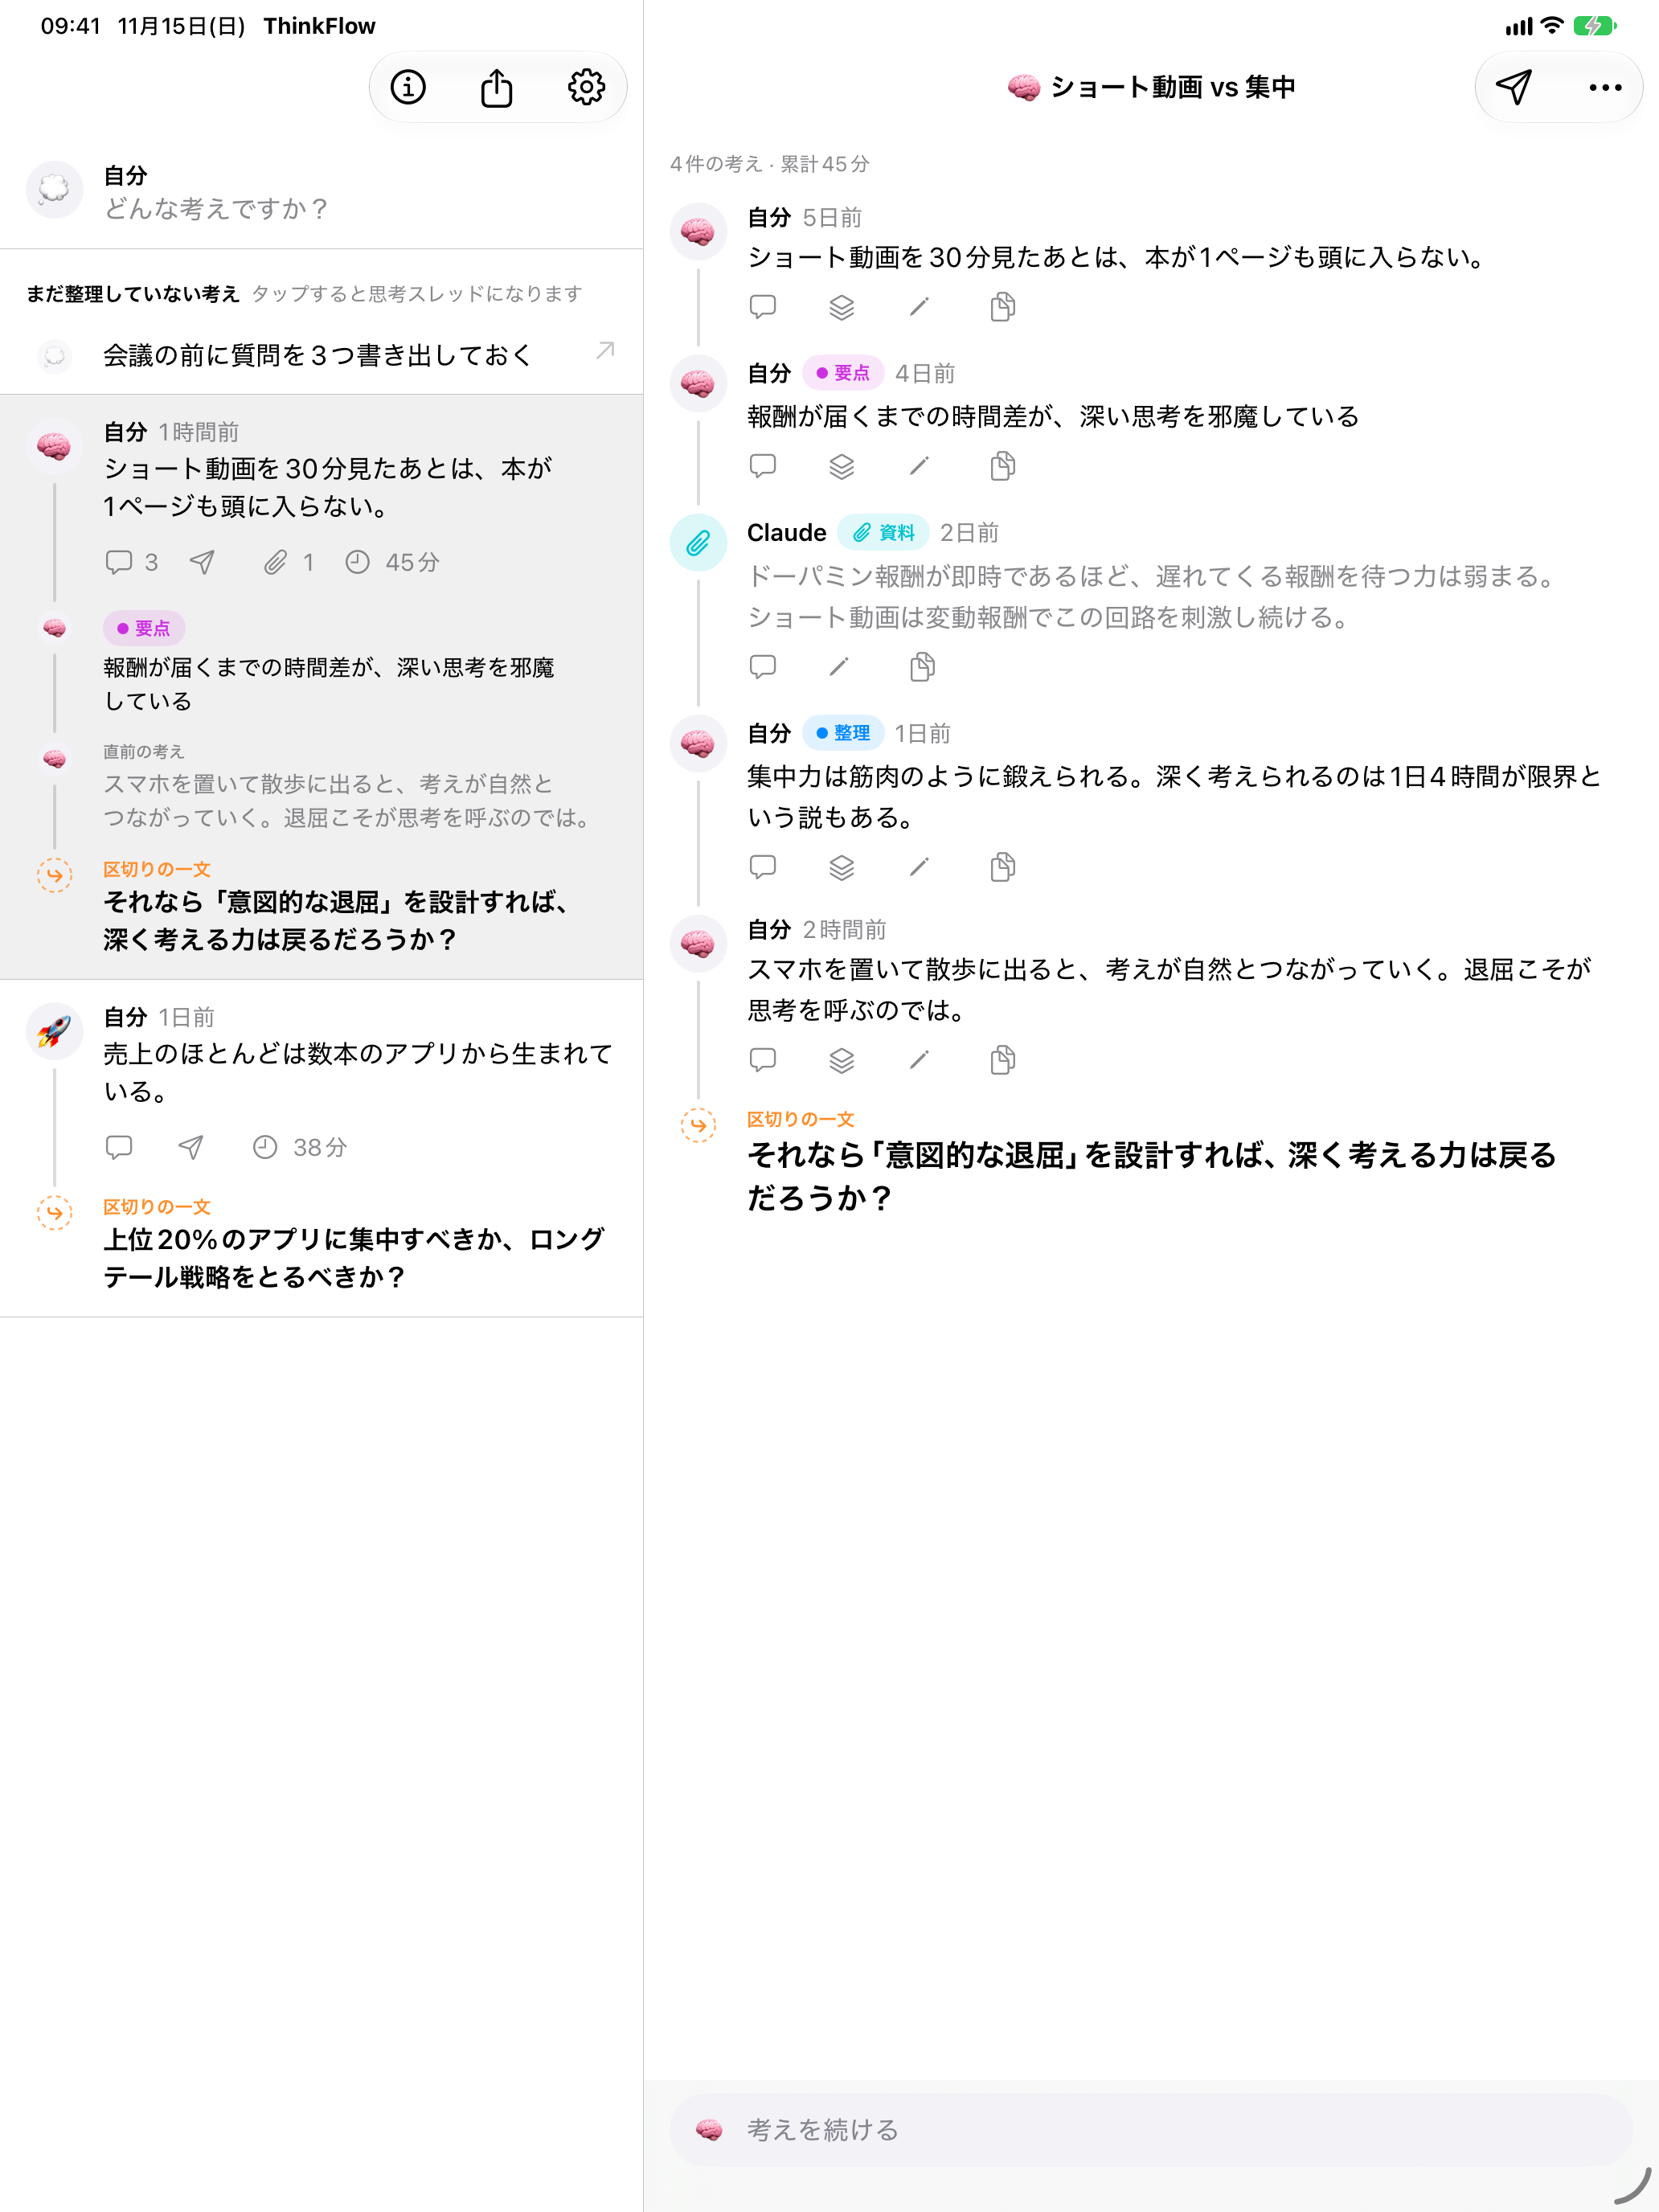 09:41 11月15日(日) ThinkFlow
自分
どんな考えですか？
まだ整理していない考え タップすると思考スレッドになります
会議の前に質問を3つ書き出しておく
自分 1時間前
ショート動画を30分見たあとは、本が
1ページも頭に入らない。
3 1 45分
要点
報酬が届くまでの時間差が、深い思考を邪魔
している
直前の考え
スマホを置いて散歩に出ると、考えが自然と
つながっていく。退屈こそが思考を呼ぶのでは。
区切りの一文
それなら「意図的な退屈」を設計すれば、
深く考える力は戻るだろうか？
自分 1日前
売上のほとんどは数本のアプリから生まれて
いる。
38分
区切りの一文
上位20%のアプリに集中すべきか、ロング
テール戦略をとるべきか？
ショート動画 vs 集中
4件の考え · 累計45分
自分 5日前
ショート動画を30分見たあとは、本が1ページも頭に入らない。
自分 要点 4日前
報酬が届くまでの時間差が、深い思考を邪魔している
Claude 資料 2日前
ドーパミン報酬が即時であるほど、遅れてくる報酬を待つ力は弱まる。
ショート動画は変動報酬でこの回路を刺激し続ける。
自分 整理 1日前
集中力は筋肉のように鍛えられる。深く考えられるのは1日4時間が限界と
いう説もある。
自分 2時間前
スマホを置いて散歩に出ると、考えが自然とつながっていく。退屈こそが
思考を呼ぶのでは。
区切りの一文
それなら「意図的な退屈」を設計すれば、深く考える力は戻る
だろうか？
考えを続ける